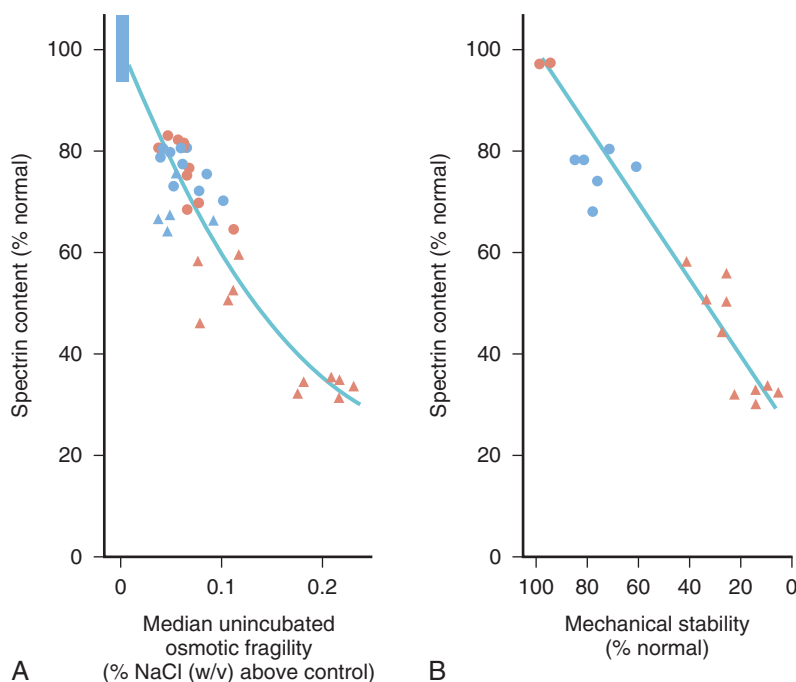 100
80
60
40
20
0
Spectrin content (% normal)
0 0.1 0.2
Median unincubated
osmotic fragility
(% NaCl (w/v) above control)
A
100
80
60
40
20
0
Spectrin content (% normal)
100 80 60 40 20 0
Mechanical stability
(% normal)
B